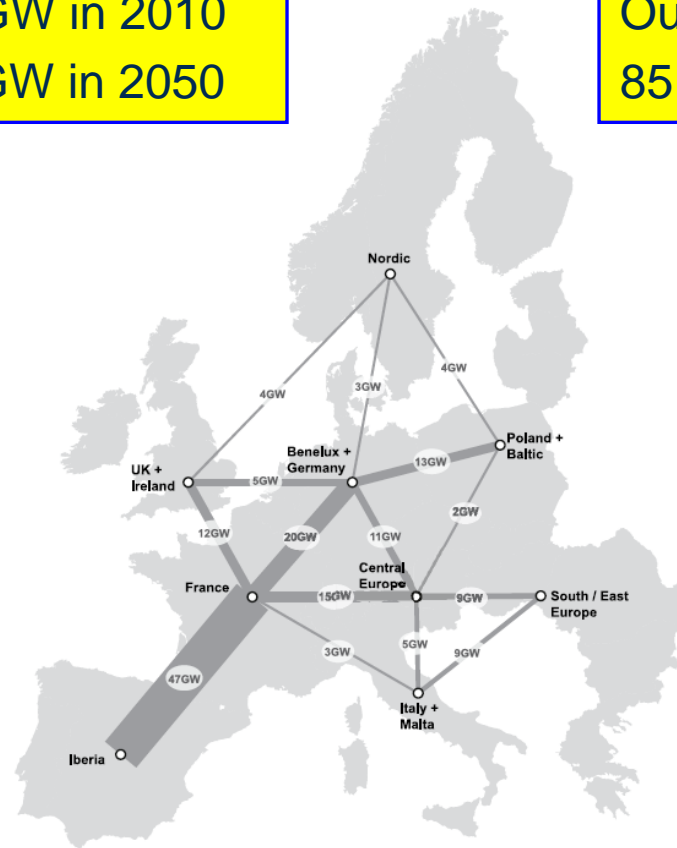 GW in 2010
GW in 2050
Ou
85
Nordic
4GW
3GW
4GW
Poland +
Baltic
Benelux +
Germany
13GW
UK +
Ireland
5GW
2GW
12GW
20GW
11GW
Central
Europe
France
15GW
9GW
South / East
Europe
5GW
3GW
9GW
47GW
Italy +
Malta
Iberia